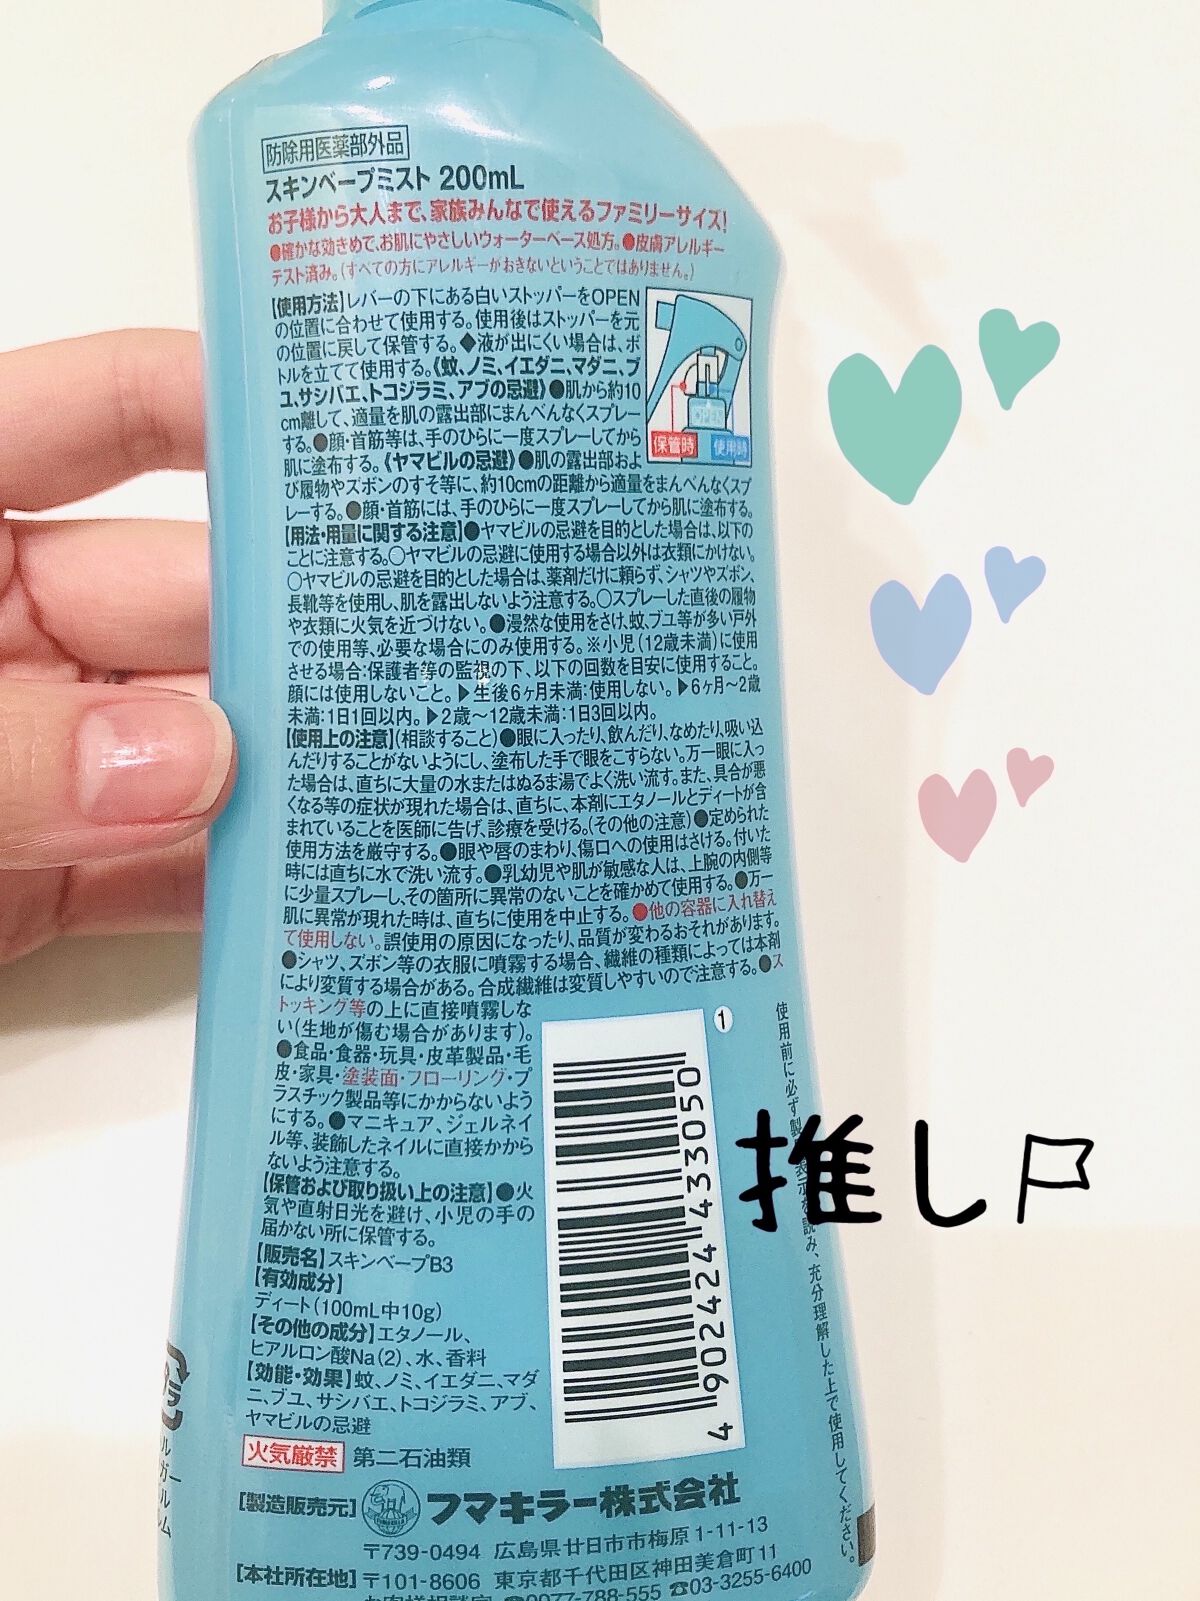 防除用医薬部外品
スキンベープミスト 200mL
お子様から大人まで、家族みんなで使えるファミリーサイズ!
●確かな効きめで、お肌にやさしいウォーターベース処方。●皮膚アレルギー
テスト済み。(すべての方にアレルギーがおきないということではありません。)
【使用方法】レバーの下にある白いストッパーをOPEN
の位置に合わせて使用する。使用後はストッパーを元
の位置に戻して保管する。◆液が出にくい場合は、ボ
トルを立てて使用する。《蚊、ノミ、イエダニ、マダニ、ブ
ユ、サシバエ、トコジラミ、アブの忌避》●肌から約10
cm離して、適量を肌の露出部にまんべんなくスプレー
する。●顔・首筋等は、手のひらに一度スプレーしてから
肌に塗布する。《ヤマビルの忌避》●肌の露出部およ
び履物やズボンのすそ等に、約10cmの距離から適量をまんべんなくスプ
レーする。●顔・首筋には、手のひらに一度スプレーしてから肌に塗布する。
OPEN
保管時
使用時
【用法・用量に関する注意】●ヤマビルの忌避を目的とした場合は、以下の
ことに注意する。○ヤマビルの忌避に使用する場合以外は衣類にかけない。
○ヤマビルの忌避を目的とした場合は、薬剤だけに頼らず、シャツやズボン、
長靴等を使用し、肌を露出しないよう注意する。○スプレーした直後の履物
や衣類に火気を近づけない。●漫然な使用をさけ、蚊、ブユ等が多い戸外
での使用等、必要な場合にのみ使用する。※小児(12歳未満)に使用
させる場合:保護者等の監視の下、以下の回数を目安に使用すること。
顔には使用しないこと。▶生後6ヶ月未満:使用しない。▶6ヶ月〜2歳
未満:1日1回以内。▶2歳〜12歳未満:1日3回以内。
【使用上の注意】(相談すること)●眼に入ったり、飲んだり、なめたり、吸い込
んだりすることがないようにし、塗布した手で眼をこすらない。万一眼に入っ
た場合は、直ちに大量の水またはぬるま湯でよく洗い流す。また、具合が悪
くなる等の症状が現れた場合は、直ちに、本剤にエタノールとディートが含
まれていることを医師に告げ、診療を受ける。(その他の注意)●定められた
使用方法を厳守する。●眼や唇のまわり、傷口への使用はさける。付いた
時には直ちに水で洗い流す。●乳幼児や肌が敏感な人は、上腕の内側等
に少量スプレーし、その箇所に異常のないことを確かめて使用する。●万一
肌に異常が現れた時は、直ちに使用を中止する。●他の容器に入れ替え
て使用しない。誤使用の原因になったり、品質が変わるおそれがあります。
●シャツ、ズボン等の衣服に噴霧する場合、繊維の種類によっては本剤
により変質する場合がある。合成繊維は変質しやすいので注意する。●ス
トッキング等の上に直接噴霧しな
い(生地が傷む場合があります)。
●食品・食器・玩具・皮革製品・毛
皮・家具・塗装面・フローリング・プ
ラスチック製品等にかからないよう
にする。●マニキュア、ジェルネイ
ル等、装飾したネイルに直接かから
ないよう注意する。
【保管および取り扱い上の注意】●火
気や直射日光を避け、小児の手の
届かない所に保管する。
【販売名】スキンベープB3
【有効成分】
ディート(100mL中10g)
【その他の成分】エタノール、
ヒアルロン酸Na(2)、水、香料
【効能・効果】蚊、ノミ、イエダニ、マダ
ニ、ブユ、サシバエ、トコジラミ、アブ、
ヤマビルの忌避
火気厳禁 第二石油類
1
4 902424 433050
使用前に必ず製 表示を読み、充分理解した上で使用してください。
推し
プラ
【製造販売元】 フマキラー株式会社
〒739-0494 広島県廿日市市梅原1-11-13
【本社所在地】〒101-8606 東京都千代田区神田美倉町11
お客様相談室 ☎0077-788-555 ☎03-3255-6400